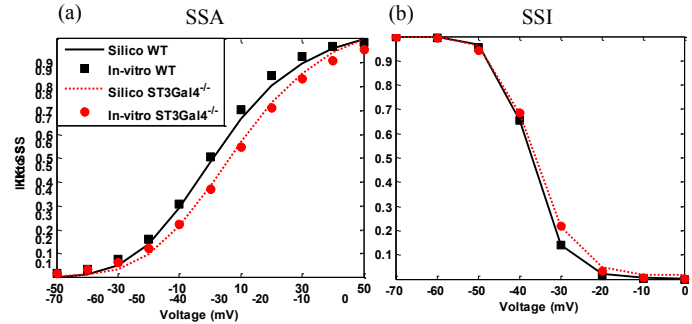 (a)
SSA
(b)
SSI
Silico WT
In-vitro WT
Silico ST3Gal4-/-
In-vitro ST3Gal4-/-
0.9
0.8
0.7
0.6
0.5
0.4
0.3
0.2
0.1
-70 -50 -30 -10 10 30 50
-70 -60 -50 -40 -30 -20 -10 0
Voltage (mV)
0.9
0.8
0.7
0.6
0.5
0.4
0.3
0.2
0.1
-70 -60 -50 -40 -30 -20 -10 0
Voltage (mV)